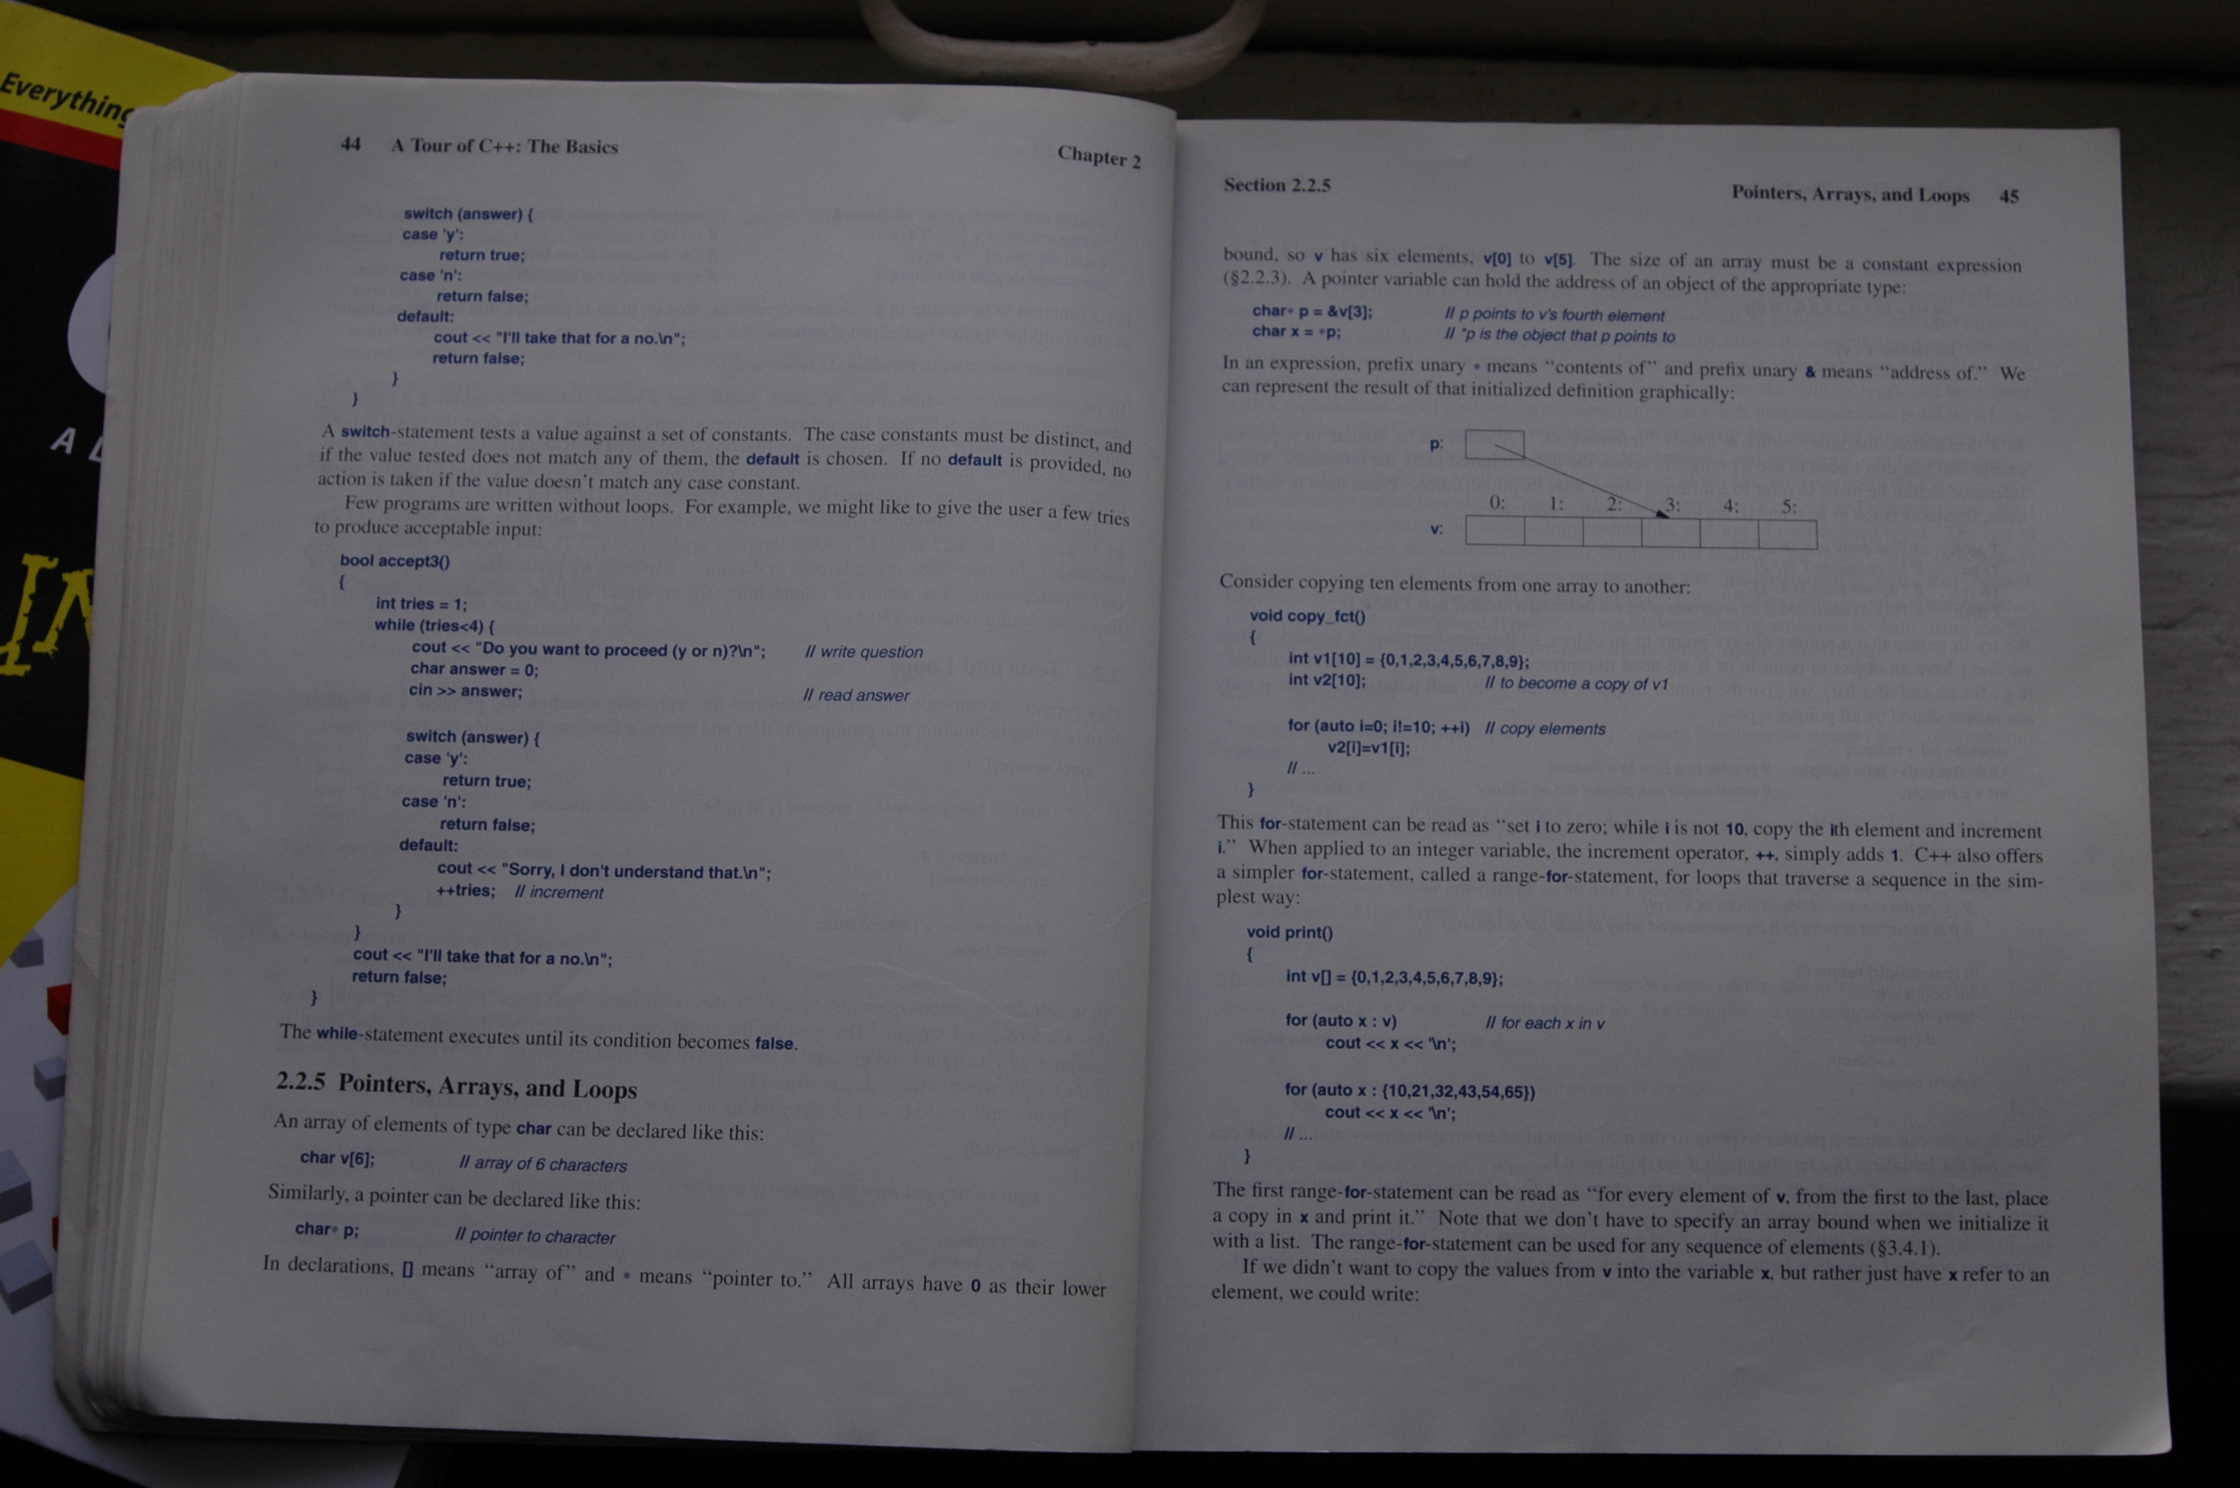 Everything
A
IN
44 A Tour of C++: The Basics Chapter 2
switch (answer) {
case 'y':
return true;
case 'n':
return false;
default:
cout << "I'll take that for a no.\n";
return false;
}
}
A switch-statement tests a value against a set of constants. The case constants must be distinct, and
if the value tested does not match any of them, the default is chosen. If no default is provided, no
action is taken if the value doesn't match any case constant.
Few programs are written without loops. For example, we might like to give the user a few tries
to produce acceptable input:
bool accept3()
{
int tries = 1;
while (tries<4) {
cout << "Do you want to proceed (y or n)?\n"; // write question
char answer = 0;
cin >> answer; // read answer
switch (answer) {
case 'y':
return true;
case 'n':
return false;
default:
cout << "Sorry, I don't understand that.\n";
++tries; // increment
}
}
cout << "I'll take that for a no.\n";
return false;
}
The while-statement executes until its condition becomes false.
2.2.5 Pointers, Arrays, and Loops
An array of elements of type char can be declared like this:
char v[6]; // array of 6 characters
Similarly, a pointer can be declared like this:
char* p; // pointer to character
In declarations, [] means "array of" and * means "pointer to." All arrays have 0 as their lower
Section 2.2.5 Pointers, Arrays, and Loops 45
bound, so v has six elements, v[0] to v[5]. The size of an array must be a constant expression
(§2.2.3). A pointer variable can hold the address of an object of the appropriate type:
char* p = &v[3]; // p points to v's fourth element
char x = *p; // *p is the object that p points to
In an expression, prefix unary * means "contents of" and prefix unary & means "address of." We
can represent the result of that initialized definition graphically:
p:
0: 1: 2: 3: 4: 5:
v:
Consider copying ten elements from one array to another:
void copy_fct()
{
int v1[10] = {0,1,2,3,4,5,6,7,8,9};
int v2[10]; // to become a copy of v1
for (auto i=0; i!=10; ++i) // copy elements
v2[i]=v1[i];
// ...
}
This for-statement can be read as "set i to zero; while i is not 10, copy the ith element and increment
i." When applied to an integer variable, the increment operator, ++, simply adds 1. C++ also offers
a simpler for-statement, called a range-for-statement, for loops that traverse a sequence in the sim-
plest way:
void print()
{
int v[] = {0,1,2,3,4,5,6,7,8,9};
for (auto x : v) // for each x in v
cout << x << '\n';
for (auto x : {10,21,32,43,54,65})
cout << x << '\n';
// ...
}
The first range-for-statement can be read as "for every element of v, from the first to the last, place
a copy in x and print it." Note that we don't have to specify an array bound when we initialize it
with a list. The range-for-statement can be used for any sequence of elements (§3.4.1).
If we didn't want to copy the values from v into the variable x, but rather just have x refer to an
element, we could write: